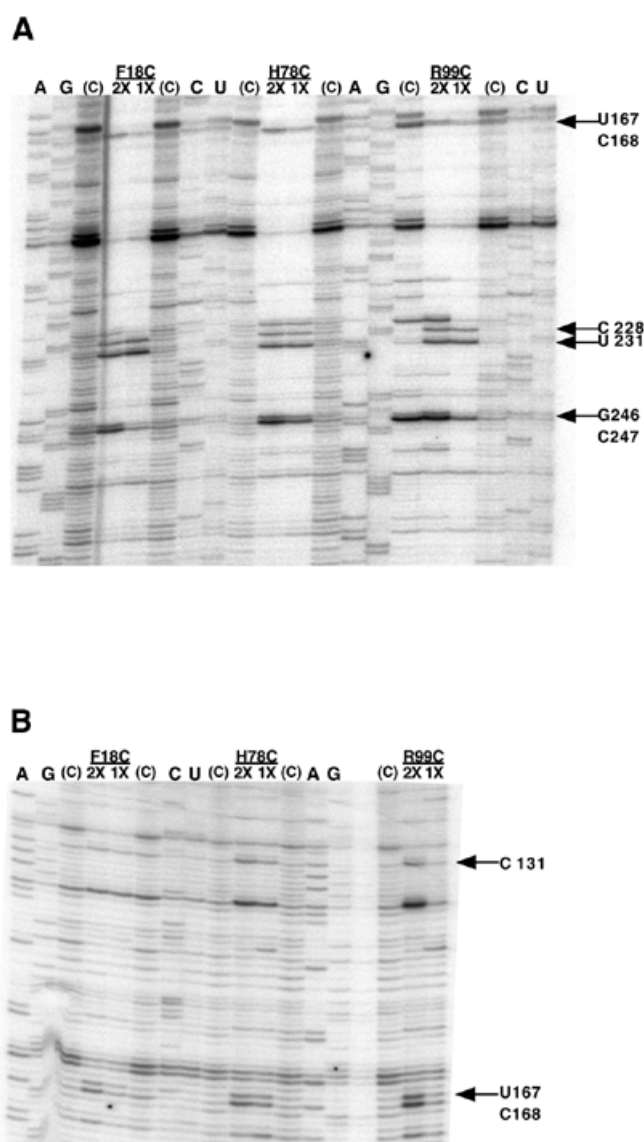 A
F18C H78C R99C
A G (C) 2X 1X (C) C U (C) 2X 1X (C) A G (C) 2X 1X (C) C U
U167
C168
C 228
U 231
G246
C247
B
F18C H78C R99C
A G (C) 2X 1X (C) C U (C) 2X 1X (C) A G (C) 2X 1X
C 131
U167
C168